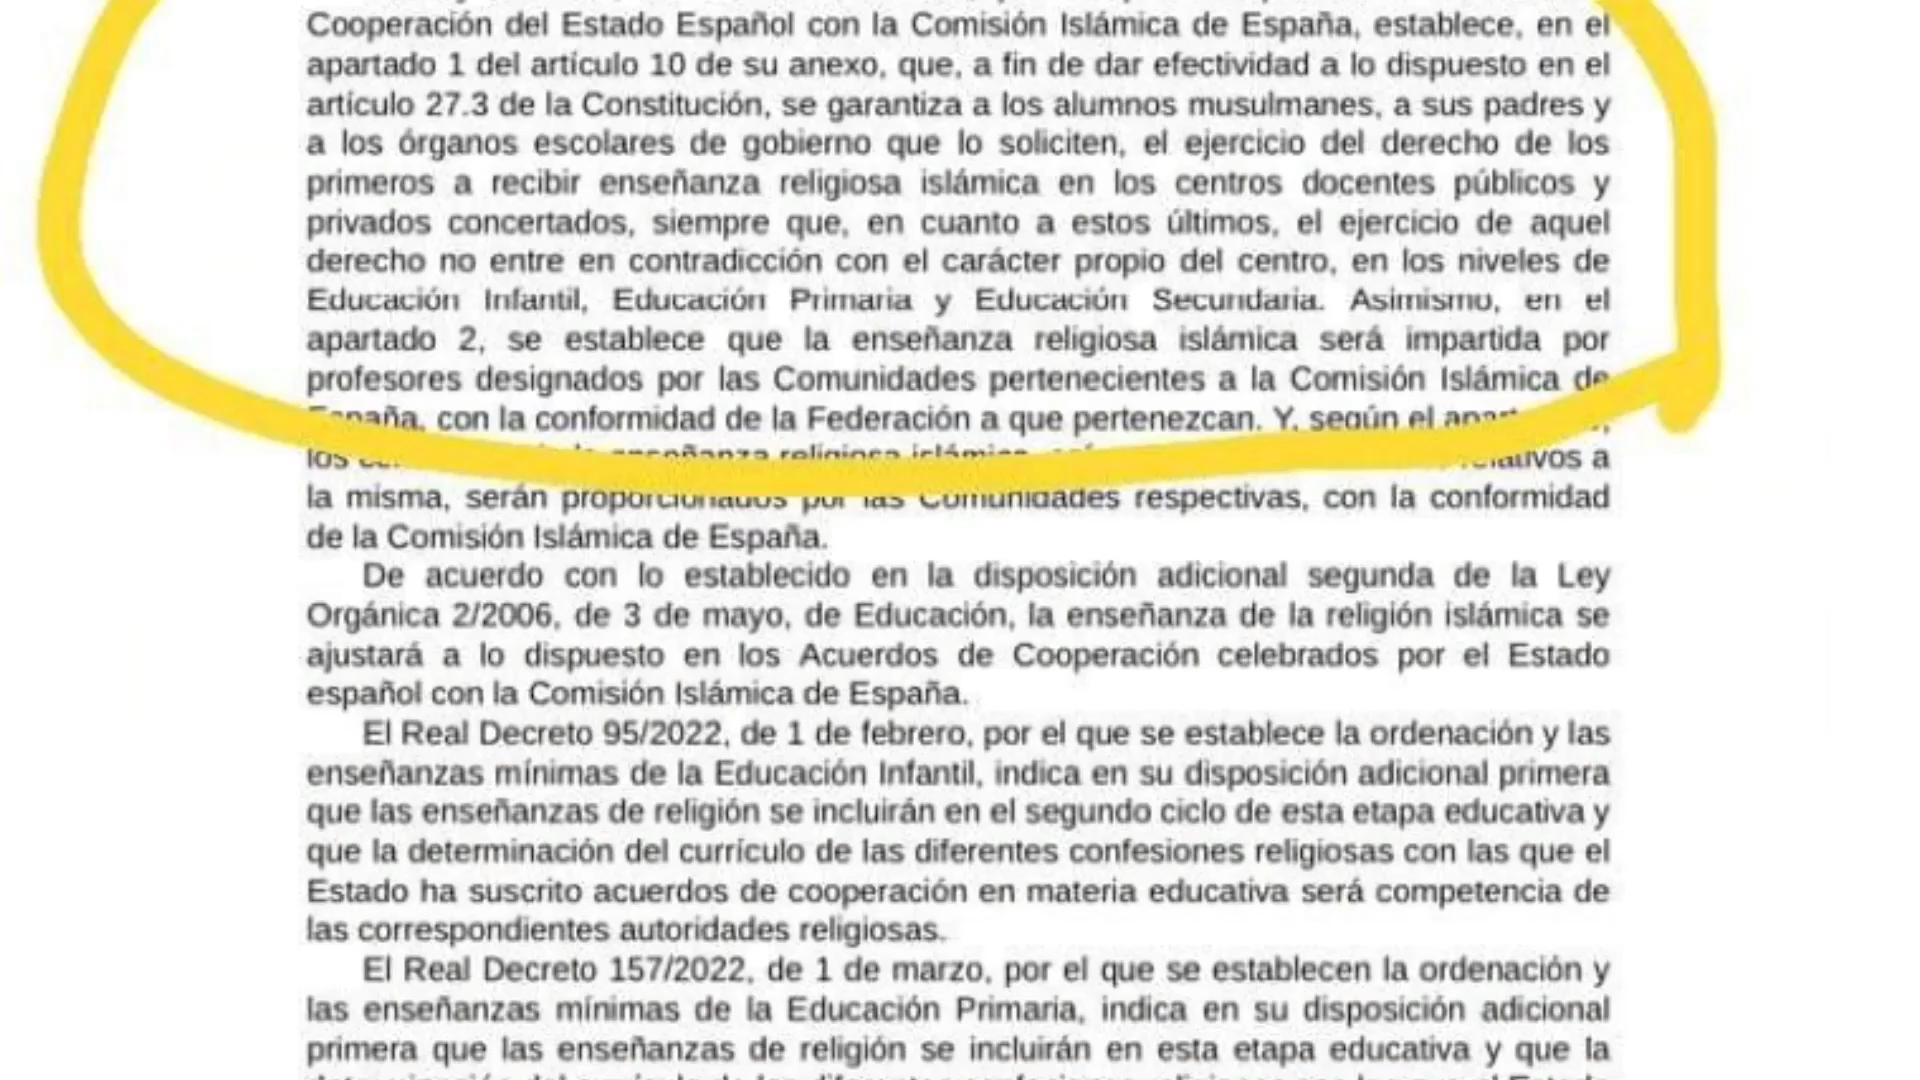 Cooperación del Estado Español con la Comisión Islámica de España, establece, en el
apartado 1 del artículo 10 de su anexo, que, a fin de dar efectividad a lo dispuesto en el
artículo 27.3 de la Constitución, se garantiza a los alumnos musulmanes, a sus padres y
a los órganos escolares de gobierno que lo soliciten, el ejercicio del derecho de los
primeros a recibir enseñanza religiosa islámica en los centros docentes públicos y
privados concertados, siempre que, en cuanto a estos últimos, el ejercicio de aquel
derecho no entre en contradicción con el carácter propio del centro, en los niveles de
Educación Infantil, Educación Primaria y Educación Secundaria. Asimismo, en el
apartado 2, se establece que la enseñanza religiosa islámica será impartida por
profesores designados por las Comunidades pertenecientes a la Comisión Islámica de
España, con la conformidad de la Federación a que pertenezcan. Y, según el
los enseñanza religiosa islámica relativos a
la misma, serán proporcionados por las Comunidades respectivas, con la conformidad
de la Comisión Islámica de España.
De acuerdo con lo establecido en la disposición adicional segunda de la Ley
Orgánica 2/2006, de 3 de mayo, de Educación, la enseñanza de la religión islámica se
ajustará a lo dispuesto en los Acuerdos de Cooperación celebrados por el Estado
español con la Comisión Islámica de España.
El Real Decreto 95/2022, de 1 de febrero, por el que se establece la ordenación y las
enseñanzas mínimas de la Educación Infantil, indica en su disposición adicional primera
que las enseñanzas de religión se incluirán en el segundo ciclo de esta etapa educativa y
que la determinación del currículo de las diferentes confesiones religiosas con las que el
Estado ha suscrito acuerdos de cooperación en materia educativa será competencia de
las correspondientes autoridades religiosas.
El Real Decreto 157/2022, de 1 de marzo, por el que se establecen la ordenación y
las enseñanzas mínimas de la Educación Primaria, indica en su disposición adicional
primera que las enseñanzas de religión se incluirán en esta etapa educativa y que la